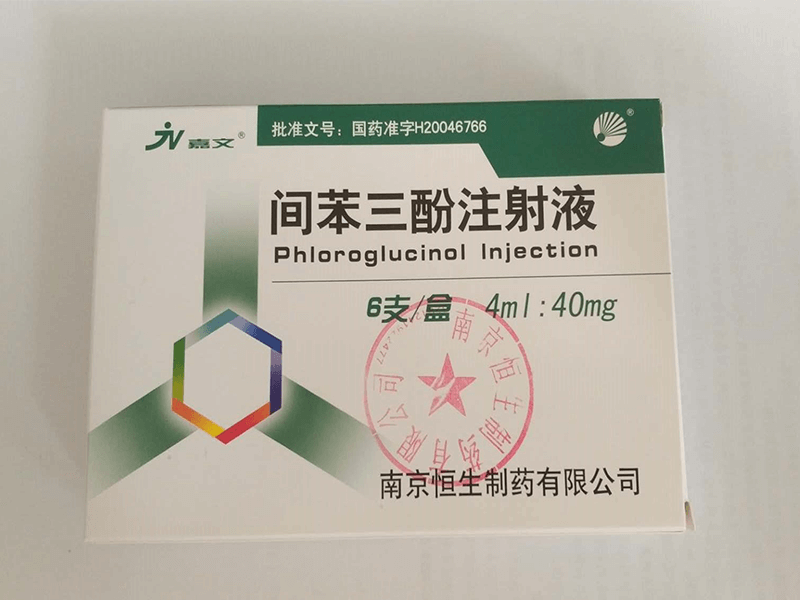 嘉文®
批准文号：国药准字H20046766
®
间苯三酚注射液
Phloroglucinol Injection
6支/盒 4ml:40mg
南京恒生制药有限公司
南京恒生制药有限公司